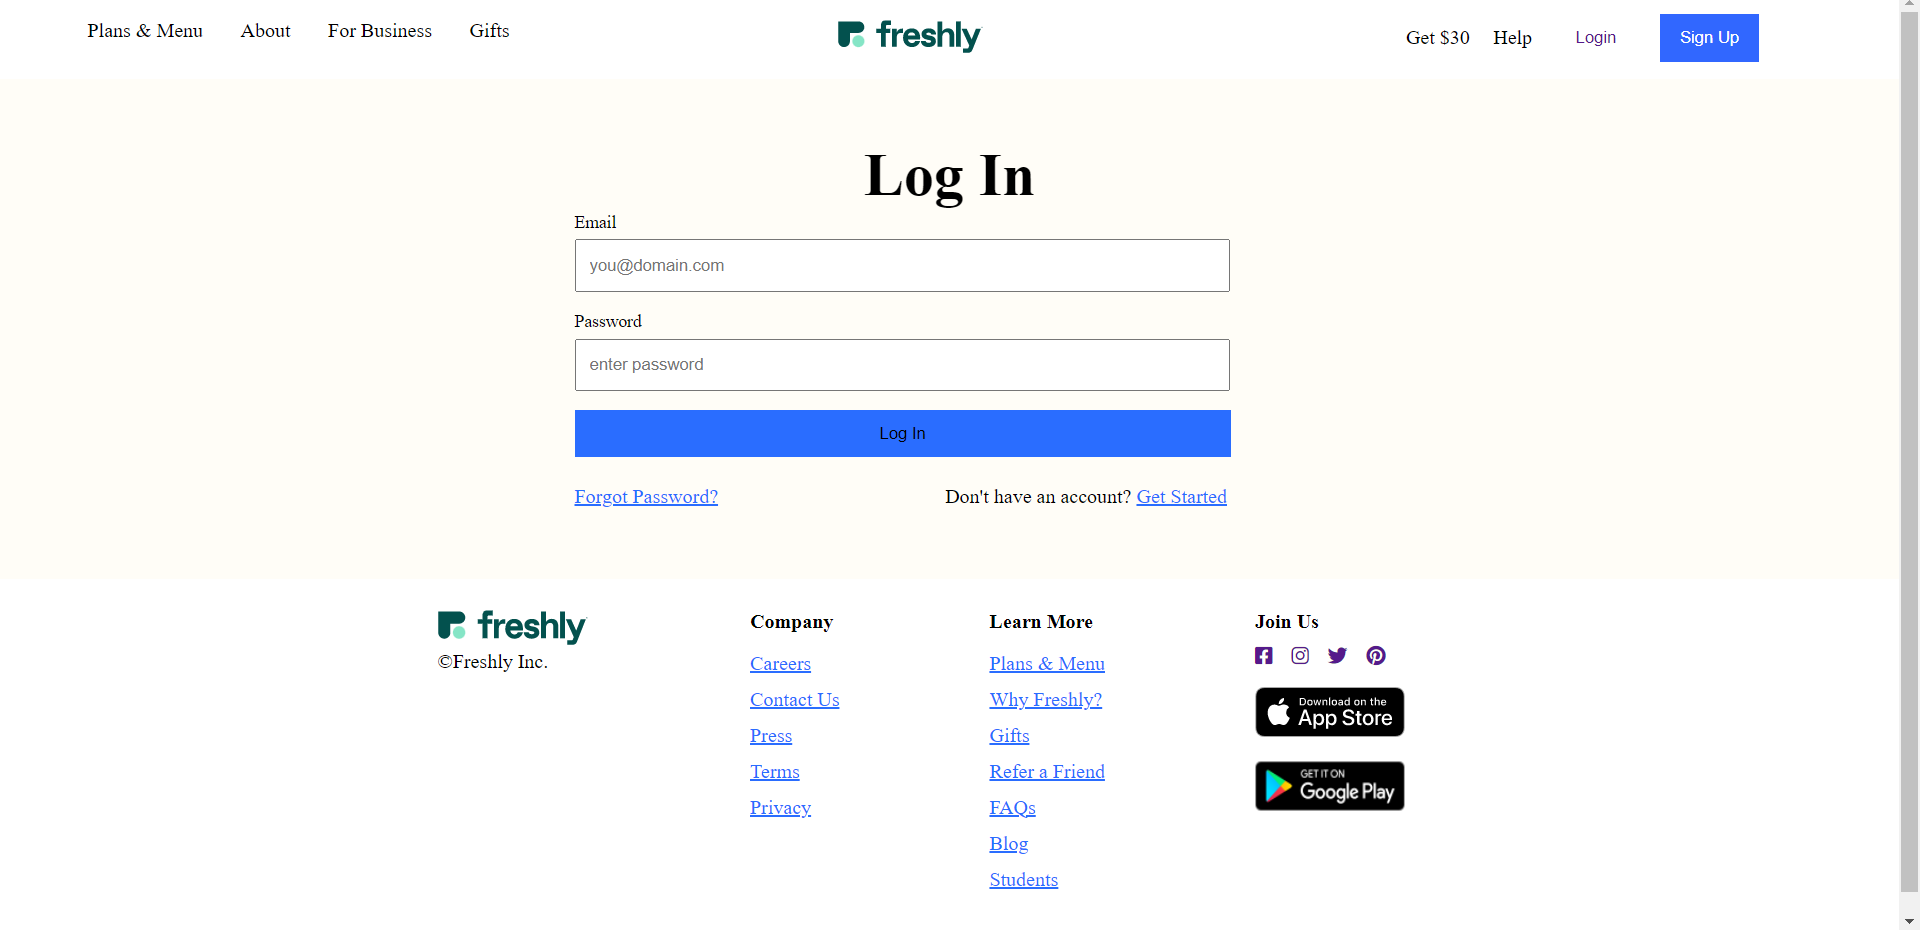 Plans & Menu About For Business Gifts freshly Get $30 Help Login Sign Up
Log In
Email
you@domain.com
Password
enter password
Log In
Forgot Password? Don't have an account? Get Started
freshly
©Freshly Inc.
Company
Careers
Contact Us
Press
Terms
Privacy
Learn More
Plans & Menu
Why Freshly?
Gifts
Refer a Friend
FAQs
Blog
Students
Join Us
Download on the
App Store
GET IT ON
Google Play